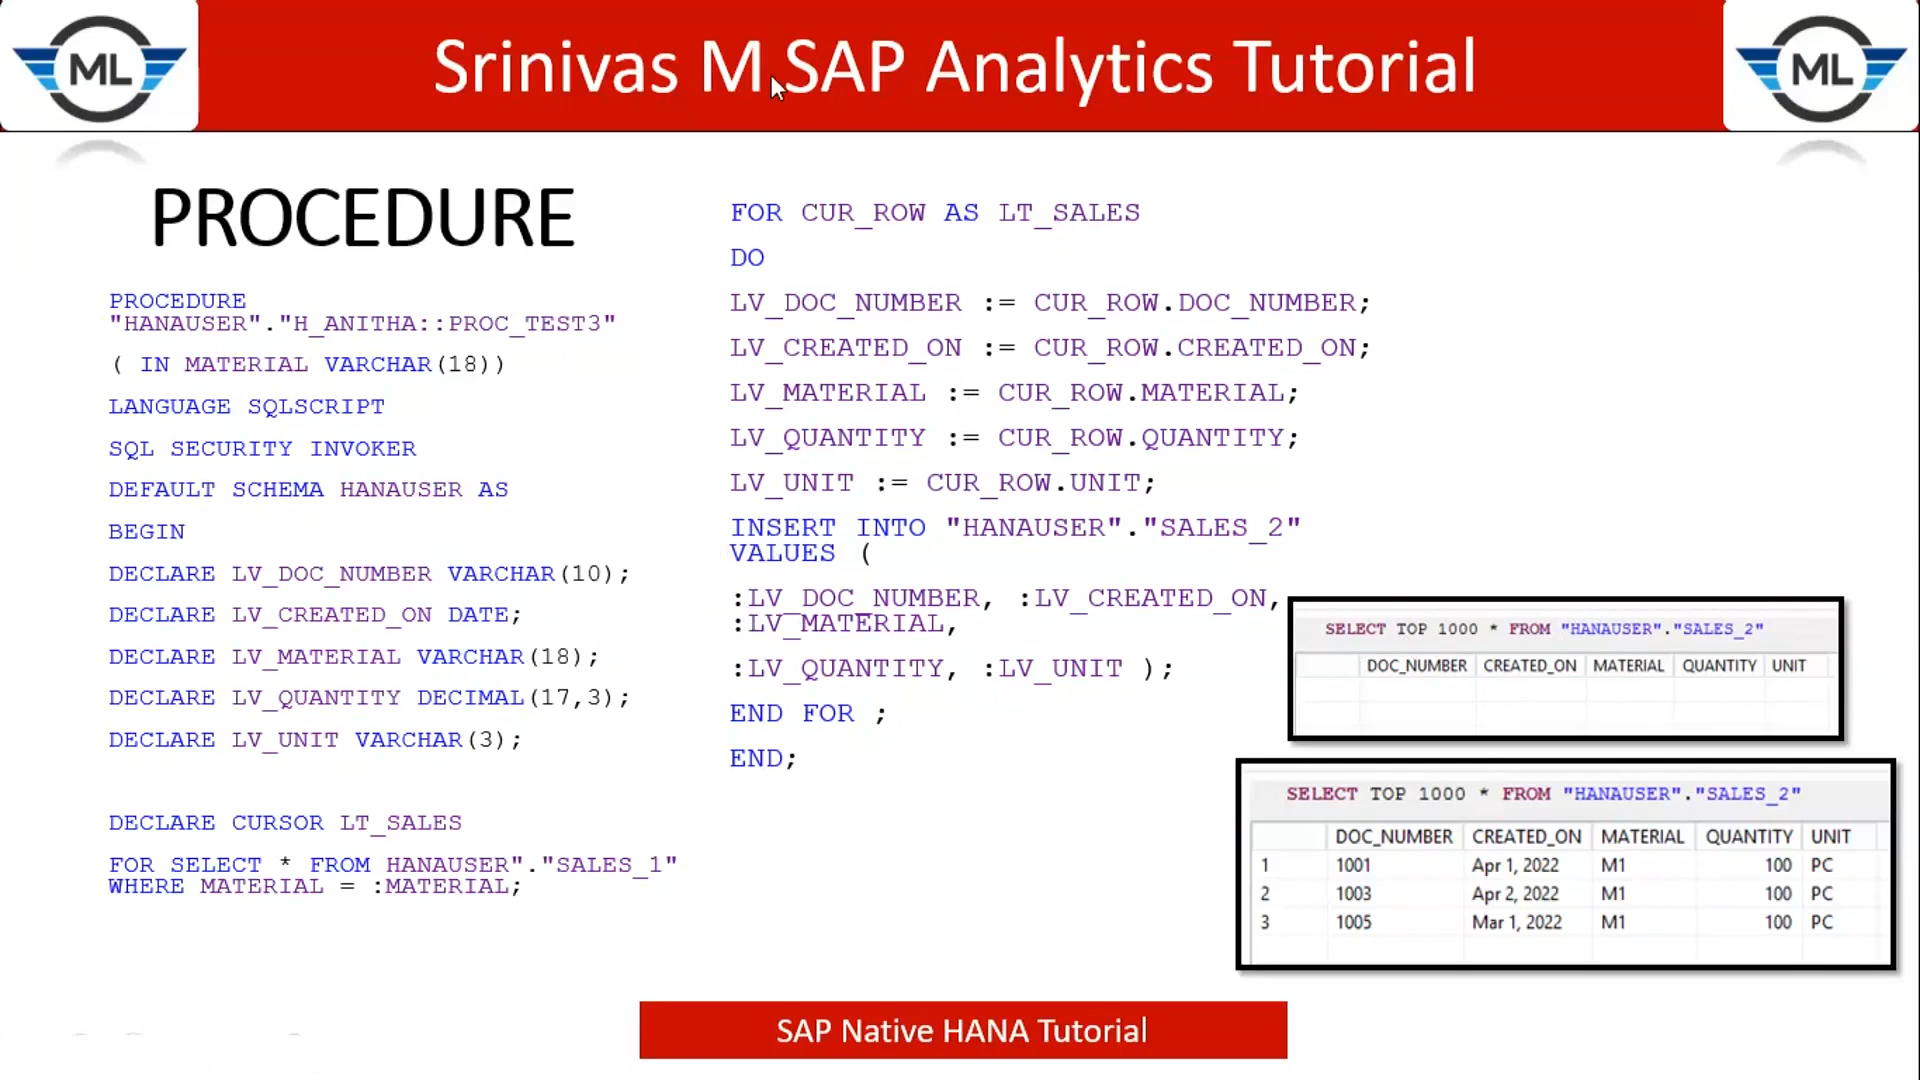 ML
Srinivas M SAP Analytics Tutorial
ML
PROCEDURE
PROCEDURE
"HANAUSER"."H_ANITHA::PROC_TEST3"
( IN MATERIAL VARCHAR(18))
LANGUAGE SQLSCRIPT
SQL SECURITY INVOKER
DEFAULT SCHEMA HANAUSER AS
BEGIN
DECLARE LV_DOC_NUMBER VARCHAR(10);
DECLARE LV_CREATED_ON DATE;
DECLARE LV_MATERIAL VARCHAR(18);
DECLARE LV_QUANTITY DECIMAL(17,3);
DECLARE LV_UNIT VARCHAR(3);
DECLARE CURSOR LT_SALES
FOR SELECT * FROM HANAUSER"."SALES_1"
WHERE MATERIAL = :MATERIAL;
FOR CUR_ROW AS LT_SALES
DO
LV_DOC_NUMBER := CUR_ROW.DOC_NUMBER;
LV_CREATED_ON := CUR_ROW.CREATED_ON;
LV_MATERIAL := CUR_ROW.MATERIAL;
LV_QUANTITY := CUR_ROW.QUANTITY;
LV_UNIT := CUR_ROW.UNIT;
INSERT INTO "HANAUSER"."SALES_2"
VALUES (
:LV_DOC_NUMBER, :LV_CREATED_ON,
:LV_MATERIAL,
:LV_QUANTITY, :LV_UNIT );
END FOR ;
END;
SELECT TOP 1000 * FROM "HANAUSER"."SALES_2"
DOC_NUMBER CREATED_ON MATERIAL QUANTITY UNIT
SELECT TOP 1000 * FROM "HANAUSER"."SALES_2"
DOC_NUMBER CREATED_ON MATERIAL QUANTITY UNIT
1 1001 Apr 1, 2022 M1 100 PC
2 1003 Apr 2, 2022 M1 100 PC
3 1005 Mar 1, 2022 M1 100 PC
SAP Native HANA Tutorial